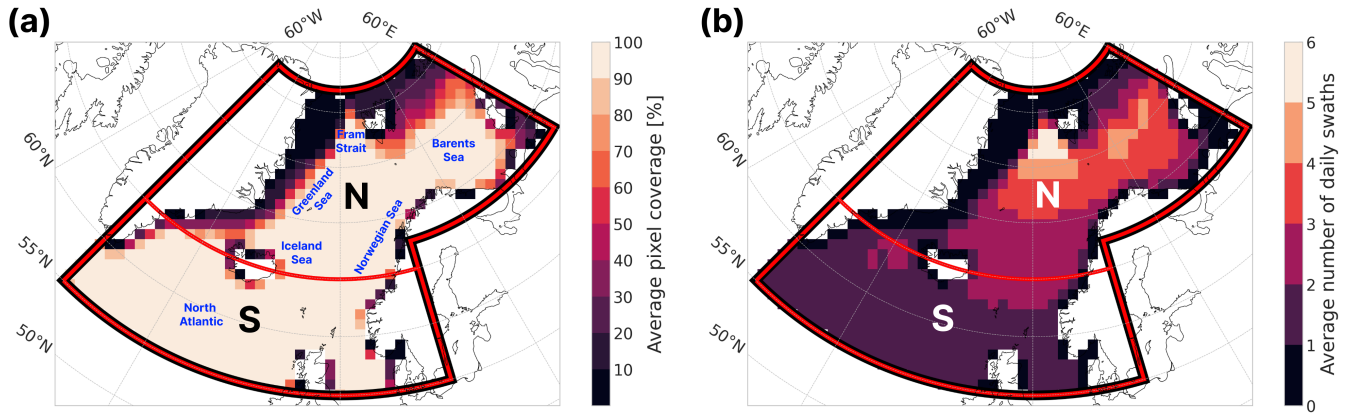 (a)
60°W
60°E
60°N
55°N
50°N
Fram
Strait
Barents
Sea
Greenland
Sea
N
Norwegian Sea
Iceland
Sea
North
Atlantic
S
100
90
80
70
60
50
40
30
20
10
Average pixel coverage [%]
(b)
60°W
60°E
60°N
55°N
50°N
N
S
6
5
4
3
2
1
0
Average number of daily swaths